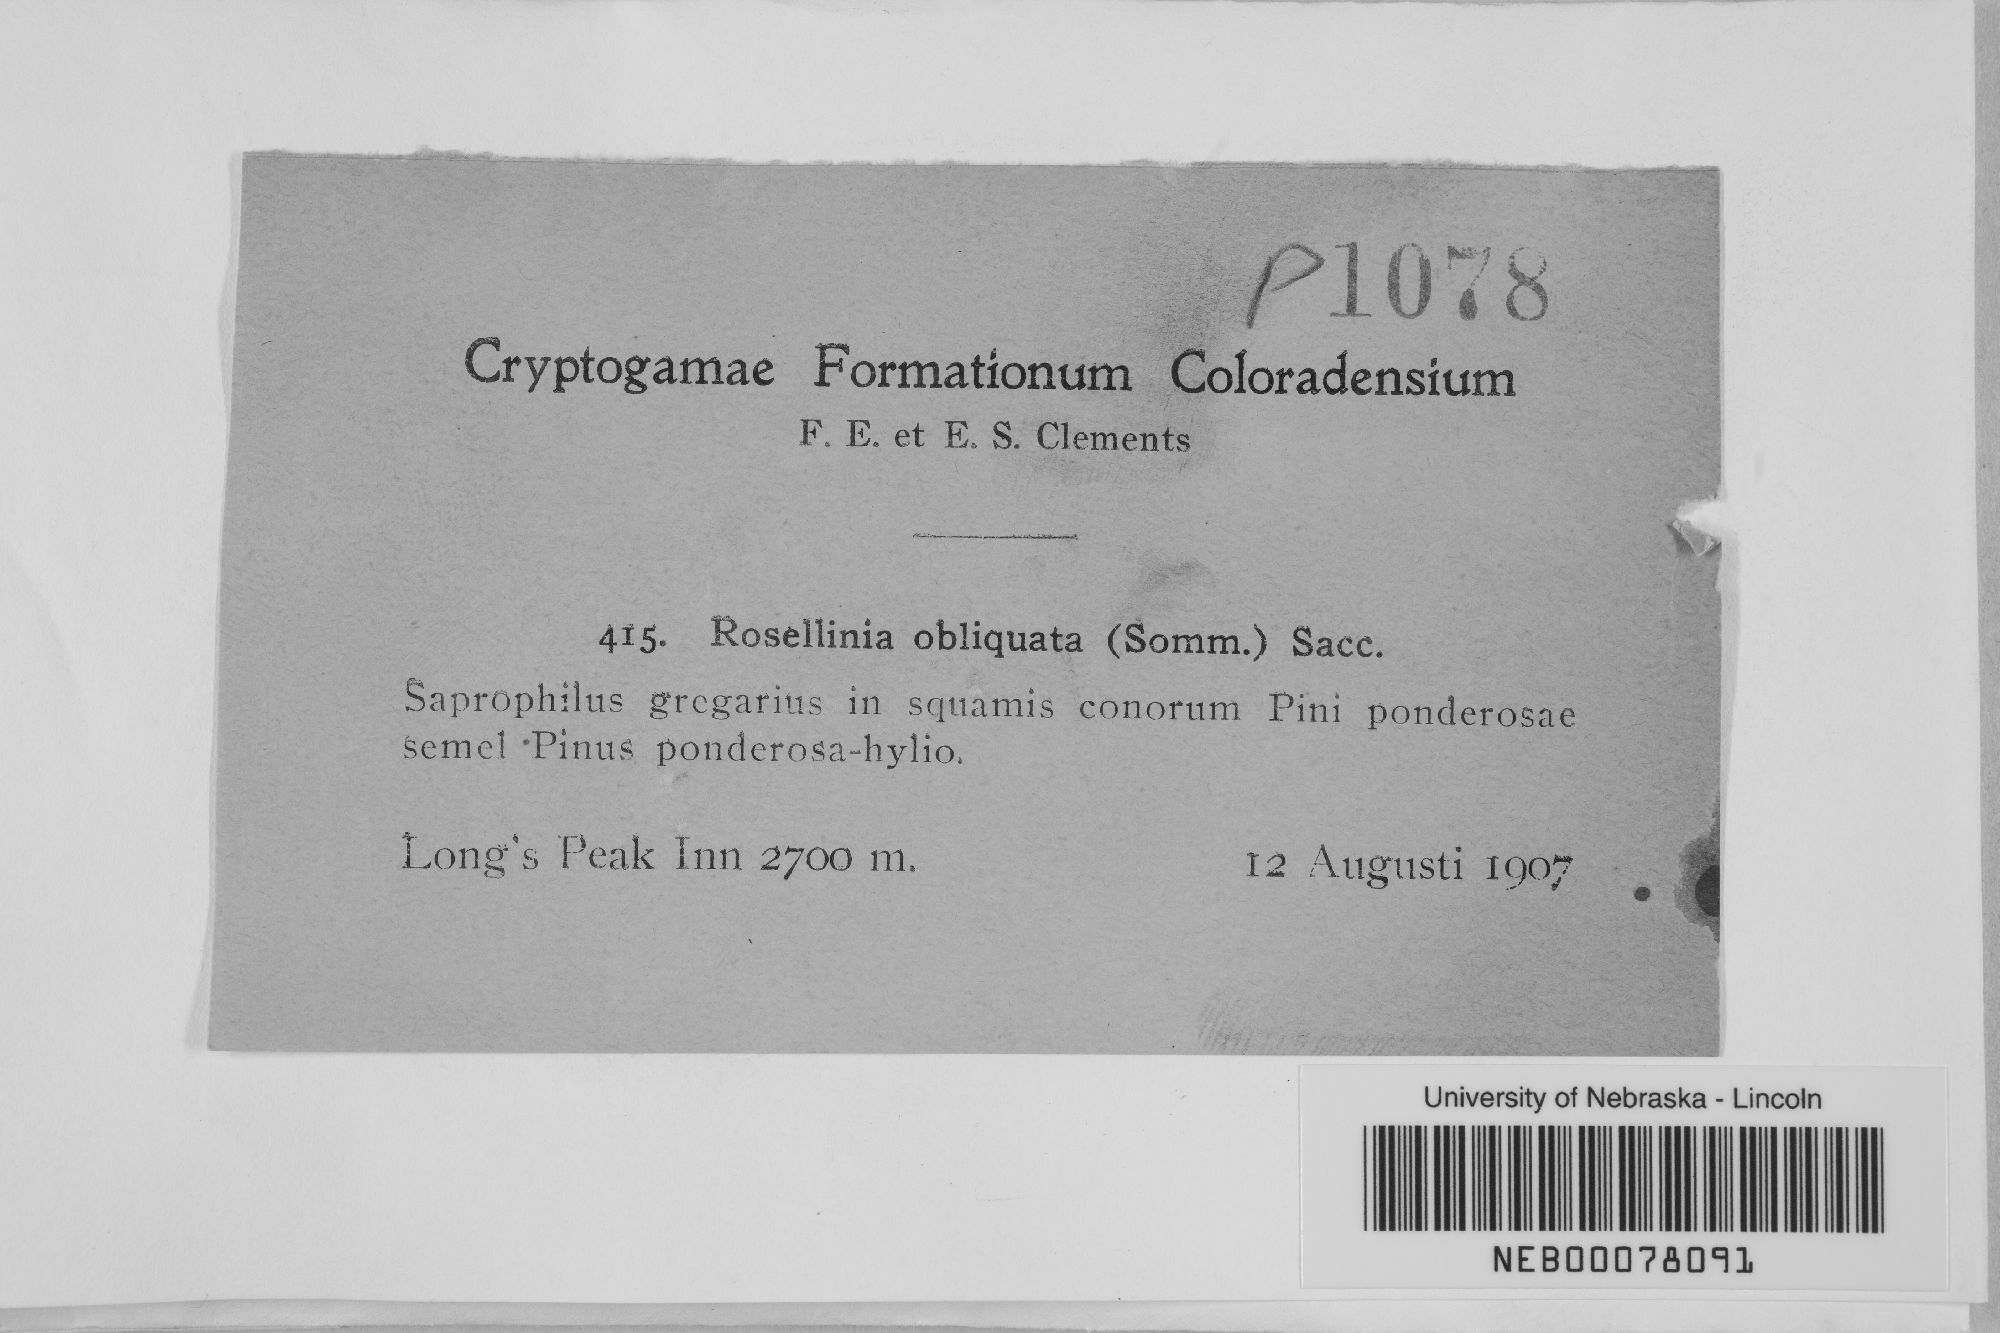 P1078
Cryptogamae Formationum Coloradensium
F. E. et E. S. Clements
415. Rosellinia obliquata (Somm.) Sacc.
Saprophilus gregarius in squamis conorum Pini ponderosae
semel Pinus ponderosa-hylio.
Long's Peak Inn 2700 m. 12 Augusti 1907
University of Nebraska - Lincoln
NEB00078091